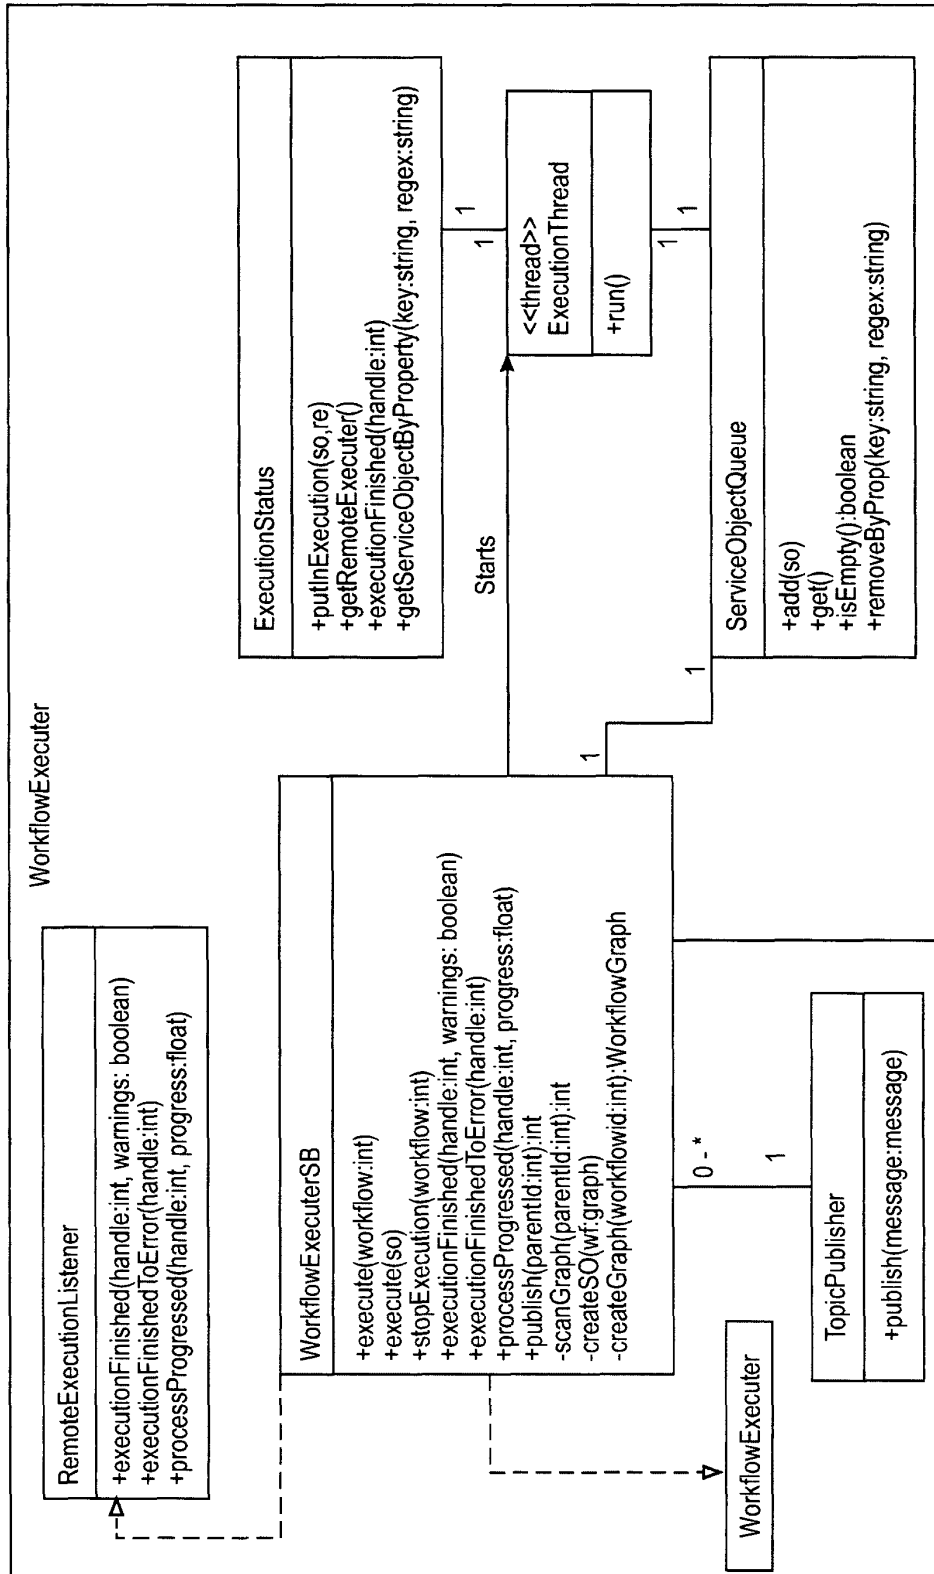 WorkflowExecuter
RemoteExecutionListener
+executionFinished(handle:int, warnings: boolean)
+executionFinishedToError(handle:int)
+processProgressed(handle:int, progress:float)
WorkflowExecuterSB
+execute(workflow:int)
+execute(so)
+stopExecution(workflow:int)
+executionFinished(handle:int, warnings: boolean)
+executionFinishedToError(handle:int)
+processProgressed(handle:int, progress:float)
+publish(parentId:int):int
-scanGraph(parentId:int):int
-createSO(wf:graph)
-createGraph(workflowid:int):WorkflowGraph
WorkflowExecuter
TopicPublisher
+publish(message:message)
0 - *
1
Starts
1
1
ExecutionStatus
+putInExecution(so,re)
+getRemoteExecuter()
+executionFinished(handle:int)
+getServiceObjectByProperty(key:string, regex:string)
1
1
<<thread>>
ExecutionThread
+run()
1
1
ServiceObjectQueue
+add(so)
+get()
+isEmpty():boolean
+removeByProp(key:string, regex:string)